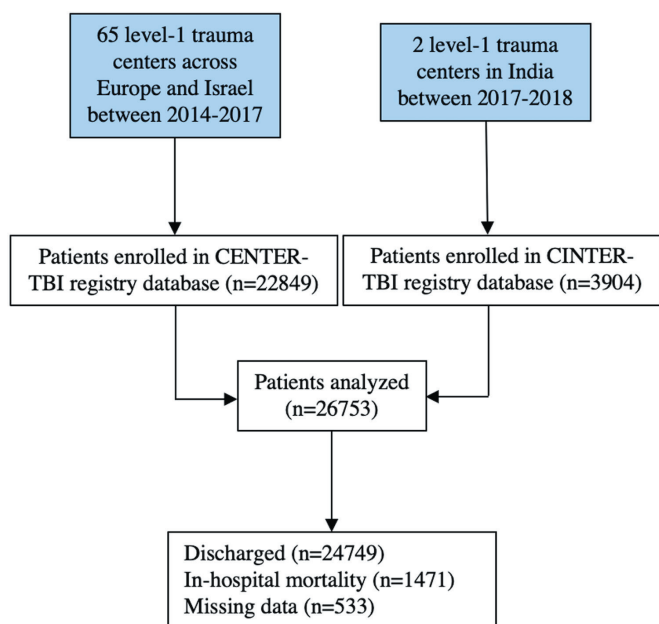 65 level-1 trauma
centers across
Europe and Israel
between 2014-2017
2 level-1 trauma
centers in India
between 2017-2018
Patients enrolled in CENTER-
TBI registry database (n=22849)
Patients enrolled in CINTER-
TBI registry database (n=3904)
Patients analyzed
(n=26753)
Discharged (n=24749)
In-hospital mortality (n=1471)
Missing data (n=533)